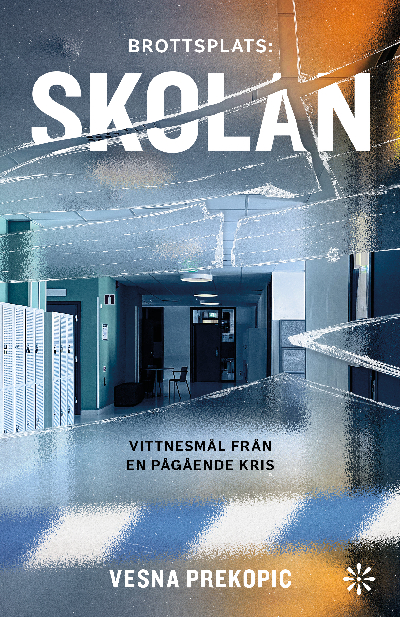 BROTTSPLATS:
SKOLAN
VITTNESMÅL FRÅN
EN PÅGÅENDE KRIS
VESNA PREKOPIC